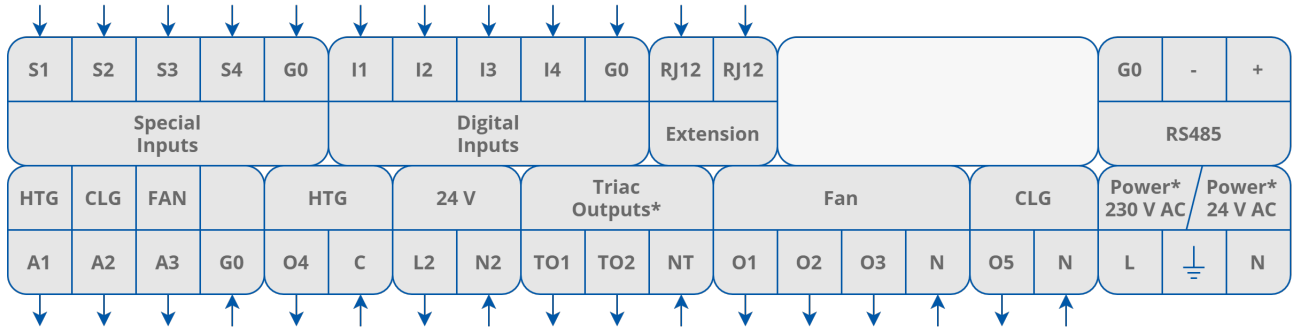 S1 S2 S3 S4 G0 I1 I2 I3 I4 G0 RJ12 RJ12 G0 - +
Special
Inputs
Digital
Inputs
Extension
RS485
HTG CLG FAN
HTG
24 V
Triac
Outputs*
Fan
CLG
Power*
230 V AC
Power*
24 V AC
A1 A2 A3 G0 O4 C L2 N2 TO1 TO2 NT O1 O2 O3 N O5 N L N